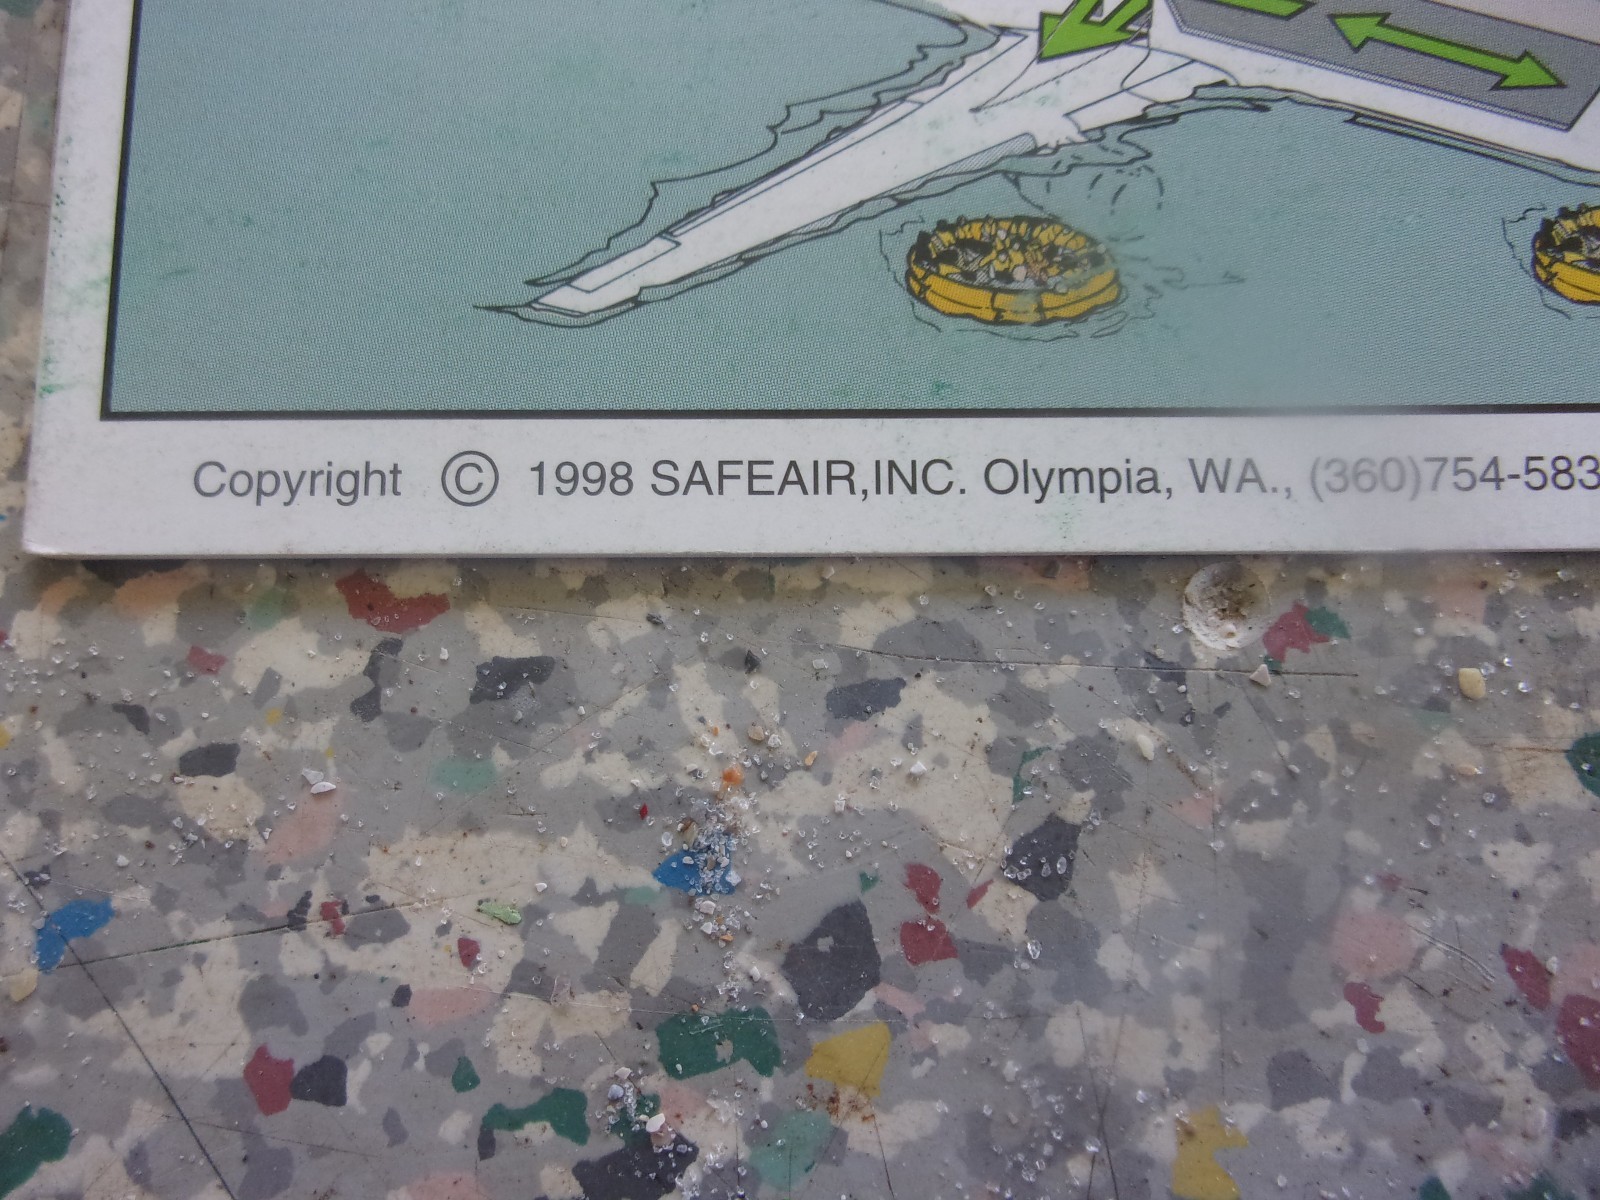 Copyright © 1998 SAFEAIR,INC. Olympia, WA., (360)754-583